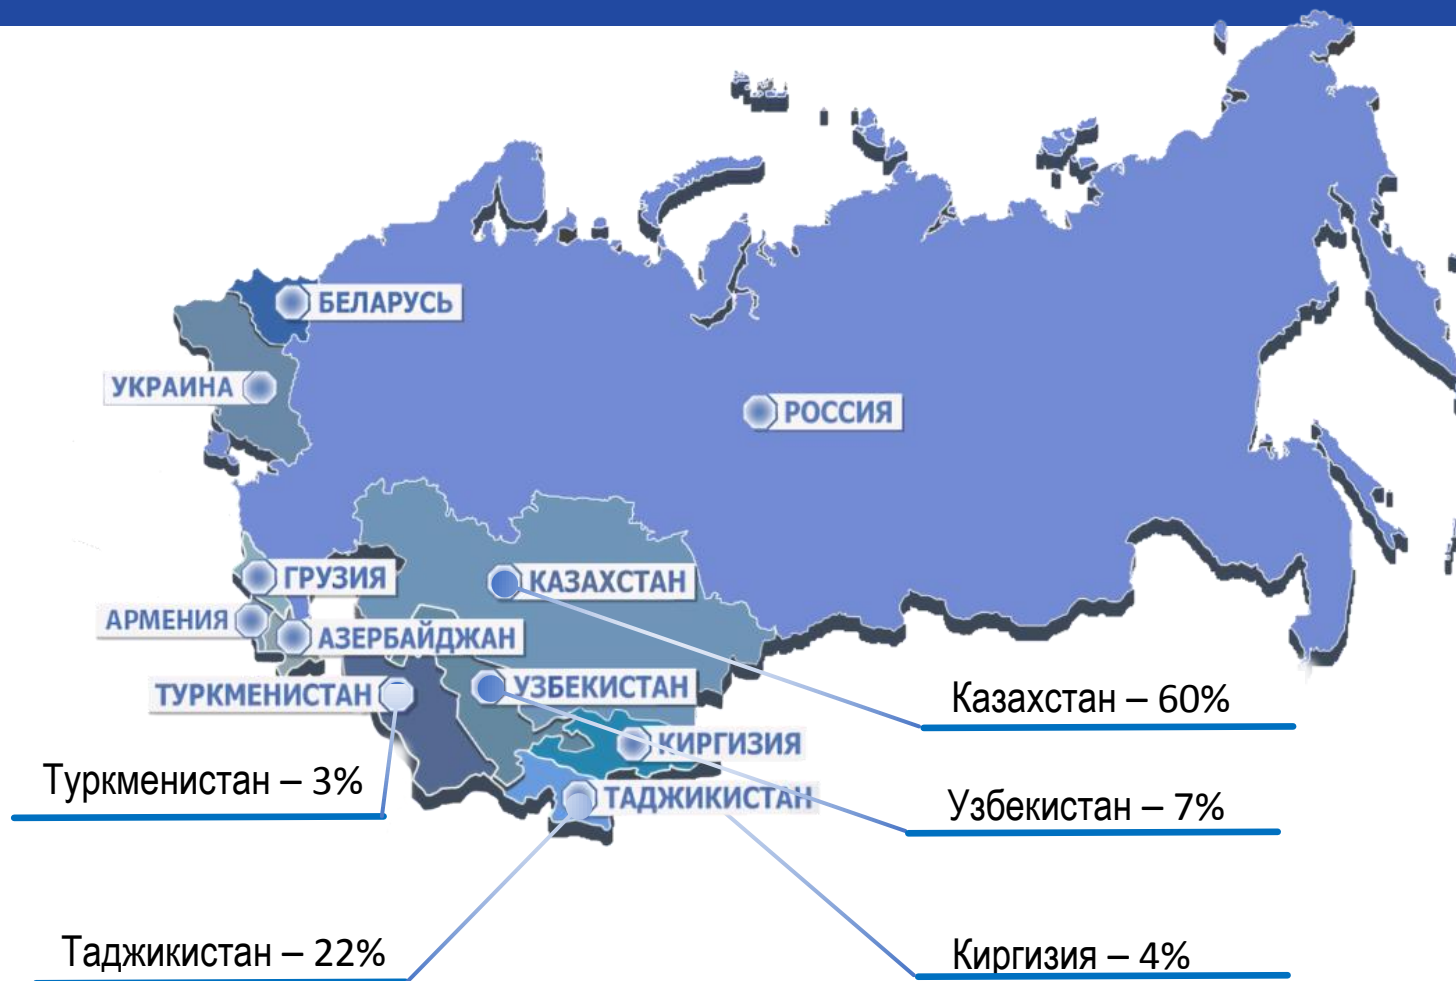 БЕЛАРУСЬ
УКРАИНА
РОССИЯ
ГРУЗИЯ
КАЗАХСТАН
АРМЕНИЯ
АЗЕРБАЙДЖАН
ТУРКМЕНИСТАН
УЗБЕКИСТАН
Казахстан – 60%
КИРГИЗИЯ
Туркменистан – 3%
ТАДЖИКИСТАН
Узбекистан – 7%
Таджикистан – 22%
Киргизия – 4%